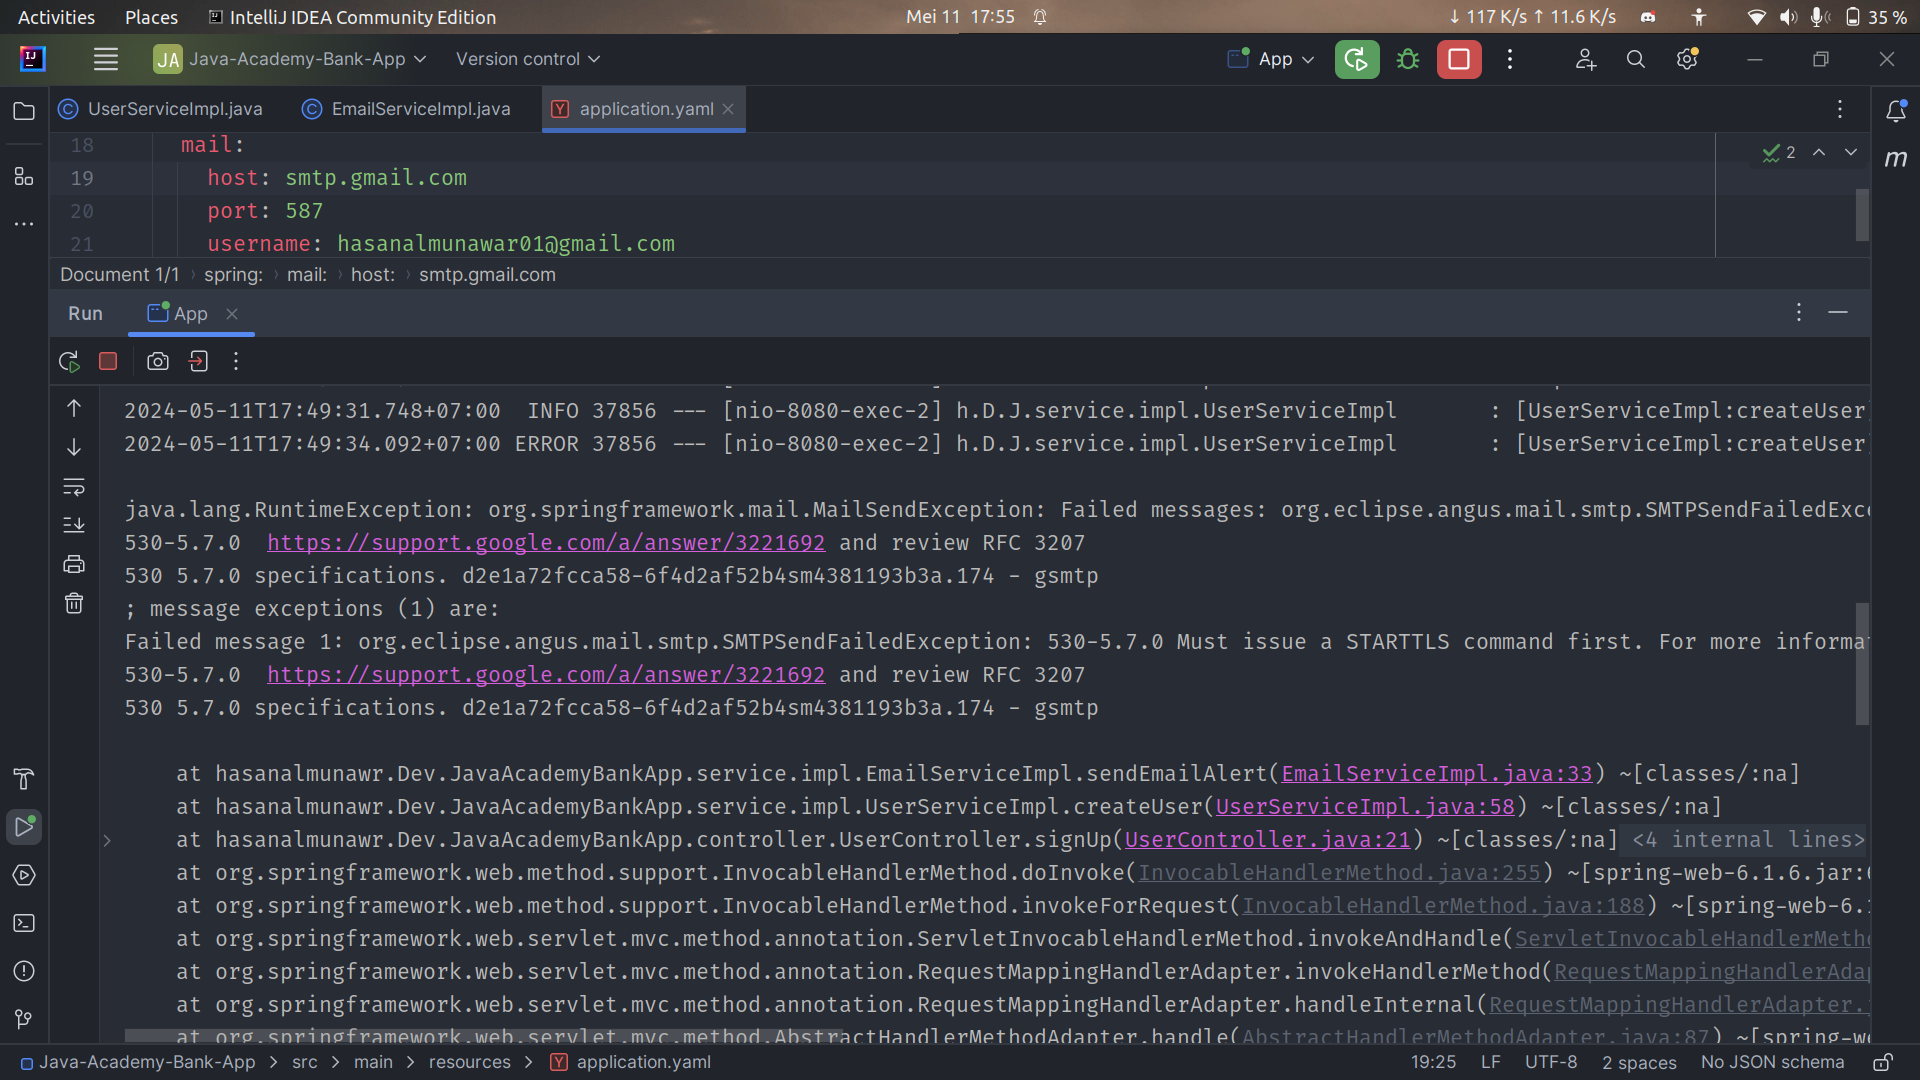 Activities Places IntelliJ IDEA Community Edition Mei 11 17:55 ↓ 117 K/s ↑ 11.6 K/s 35 %
JA Java-Academy-Bank-App Version control App
UserServiceImpl.java EmailServiceImpl.java application.yaml
18 mail: 2
19 host: smtp.gmail.com
20 port: 587
21 username: hasanalmunawar01@gmail.com
Document 1/1 › spring: › mail: › host: › smtp.gmail.com
Run App
2024-05-11T17:49:31.748+07:00 INFO 37856 --- [nio-8080-exec-2] h.D.J.service.impl.UserServiceImpl : [UserServiceImpl:createUser
2024-05-11T17:49:34.092+07:00 ERROR 37856 --- [nio-8080-exec-2] h.D.J.service.impl.UserServiceImpl : [UserServiceImpl:createUser
java.lang.RuntimeException: org.springframework.mail.MailSendException: Failed messages: org.eclipse.angus.mail.smtp.SMTPSendFailedExc
530-5.7.0 https://support.google.com/a/answer/3221692 and review RFC 3207
530 5.7.0 specifications. d2e1a72fcca58-6f4d2af52b4sm4381193b3a.174 - gsmtp
; message exceptions (1) are:
Failed message 1: org.eclipse.angus.mail.smtp.SMTPSendFailedException: 530-5.7.0 Must issue a STARTTLS command first. For more informa
530-5.7.0 https://support.google.com/a/answer/3221692 and review RFC 3207
530 5.7.0 specifications. d2e1a72fcca58-6f4d2af52b4sm4381193b3a.174 - gsmtp
at hasanalmunawr.Dev.JavaAcademyBankApp.service.impl.EmailServiceImpl.sendEmailAlert(EmailServiceImpl.java:33) ~[classes/:na]
at hasanalmunawr.Dev.JavaAcademyBankApp.service.impl.UserServiceImpl.createUser(UserServiceImpl.java:58) ~[classes/:na]
at hasanalmunawr.Dev.JavaAcademyBankApp.controller.UserController.signUp(UserController.java:21) ~[classes/:na] <4 internal lines>
at org.springframework.web.method.support.InvocableHandlerMethod.doInvoke(InvocableHandlerMethod.java:255) ~[spring-web-6.1.6.jar:
at org.springframework.web.method.support.InvocableHandlerMethod.invokeForRequest(InvocableHandlerMethod.java:188) ~[spring-web-6.
at org.springframework.web.servlet.mvc.method.annotation.ServletInvocableHandlerMethod.invokeAndHandle(ServletInvocableHandlerMeth
at org.springframework.web.servlet.mvc.method.annotation.RequestMappingHandlerAdapter.invokeHandlerMethod(RequestMappingHandlerAda
at org.springframework.web.servlet.mvc.method.annotation.RequestMappingHandlerAdapter.handleInternal(RequestMappingHandlerAdapter.
at org.springframework.web.servlet.mvc.method.AbstractHandlerMethodAdapter.handle(AbstractHandlerMethodAdapter.java:87) ~[spring-w
Java-Academy-Bank-App > src > main > resources > application.yaml 19:25 LF UTF-8 2 spaces No JSON schema